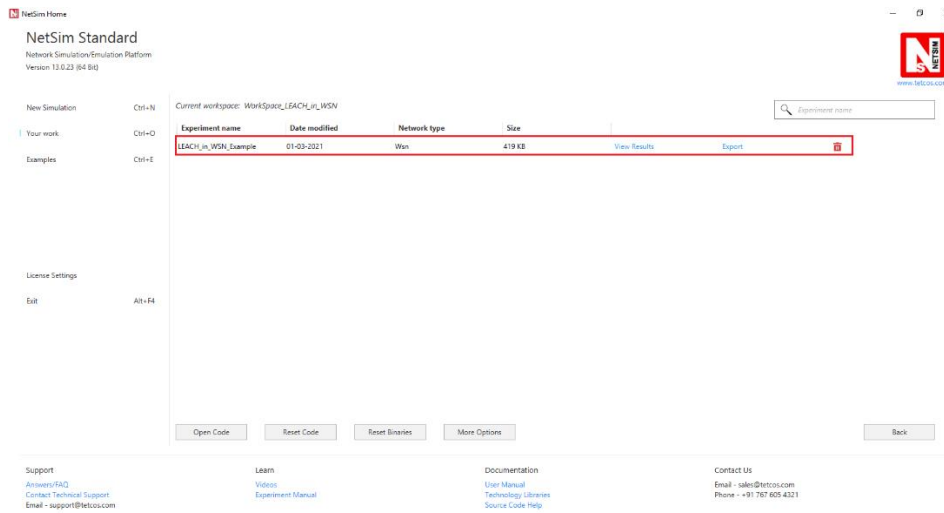 NetSim Home
NetSim Standard
Network Simulation/Emulation Platform
Version 13.0.23 (64 Bit)
NETSIM
www.tetcos.com
New Simulation Ctrl+N
Your work Ctrl+O
Examples Ctrl+E
License Settings
Exit Alt+F4
Current workspace: WorkSpace_LEACH_in_WSN
Experiment name
Experiment name Date modified Network type Size
LEACH_in_WSN_Example 01-03-2021 Wsn 419 KB View Results Export
Open Code Reset Code Reset Binaries More Options Back
Support
Answers/FAQ
Contact Technical Support
Email - support@tetcos.com
Learn
Videos
Experiment Manual
Documentation
User Manual
Technology Libraries
Source Code Help
Contact Us
Email - sales@tetcos.com
Phone - +91 767 605 4321